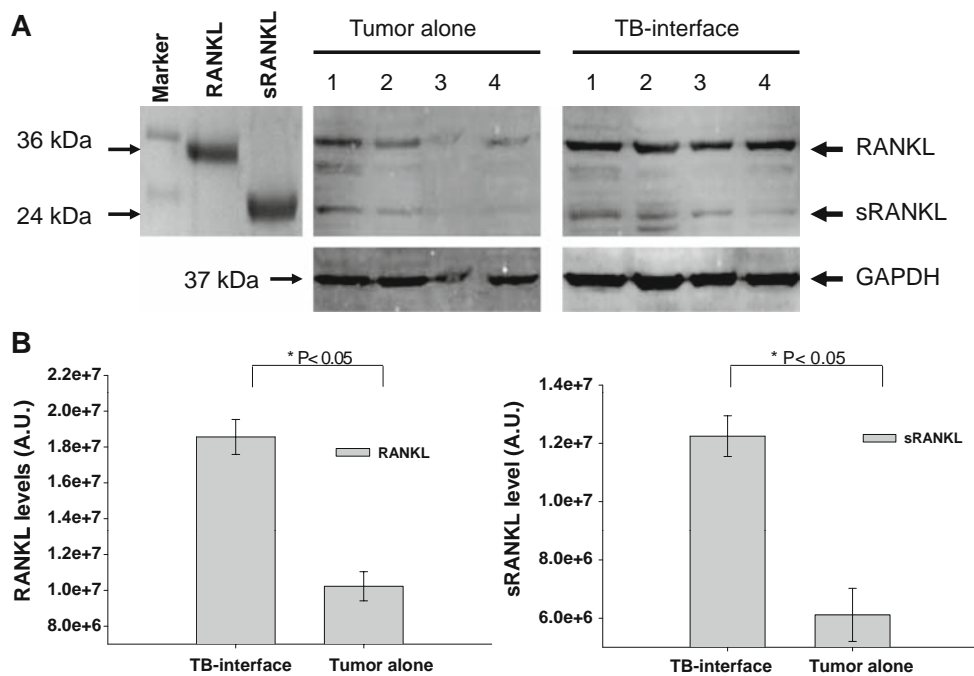 A
Marker
RANKL
sRANKL
Tumor alone
TB-interface
1 2 3 4
1 2 3 4
36 kDa
RANKL
24 kDa
sRANKL
37 kDa
GAPDH
B
* P< 0.05
RANKL levels (A.U.)
2.2e+7
2.0e+7
1.8e+7
1.6e+7
1.4e+7
1.2e+7
1.0e+7
8.0e+6
RANKL
TB-interface
Tumor alone
* P< 0.05
sRANKL level (A.U.)
1.4e+7
1.2e+7
1.0e+7
8.0e+6
6.0e+6
sRANKL
TB-interface
Tumor alone